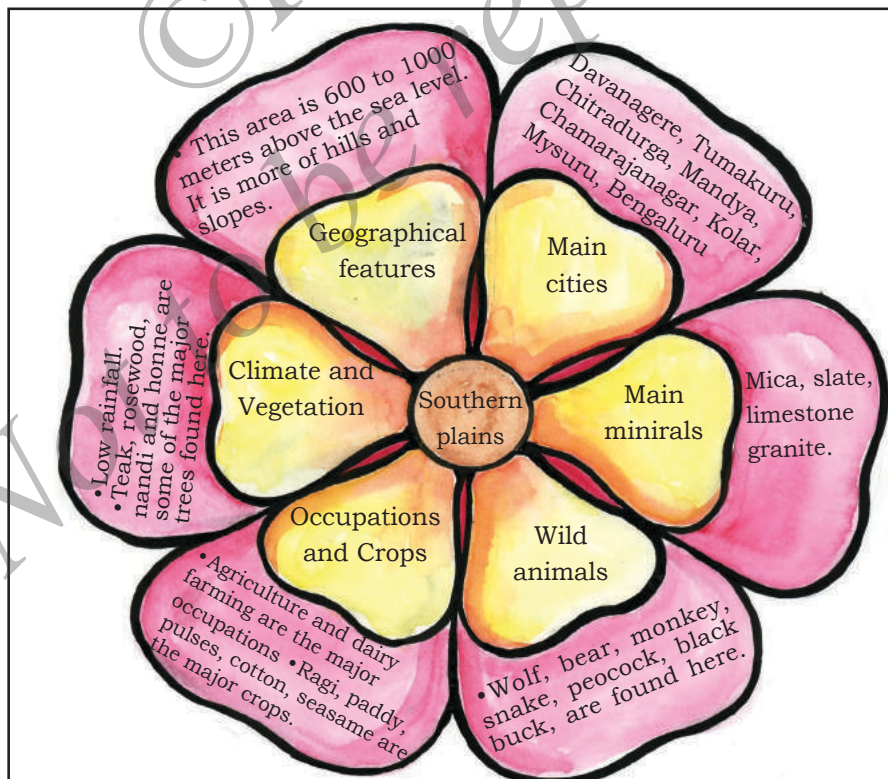 • This area is 600 to 1000
meters above the sea level.
It is more of hills and
slopes.
Geographical
features
Davanagere, Tumakuru,
Chitradurga, Mandya,
Chamarajanagar, Kolar,
Mysuru, Bengaluru
Main
cities
•Low rainfall.
•Teak, rosewood,
nandi and honne are
some of the major
trees found here.
Climate and
Vegetation
Southern
plains
Main
minirals
Mica, slate,
limestone
granite.
Occupations
and Crops
•Agriculture and dairy
farming are the major
occupations •Ragi, paddy,
pulses, cotton, seasame are
the major crops.
Wild
animals
•Wolf, bear, monkey,
snake, peocock, black
buck, are found here.
©
Not to be rep